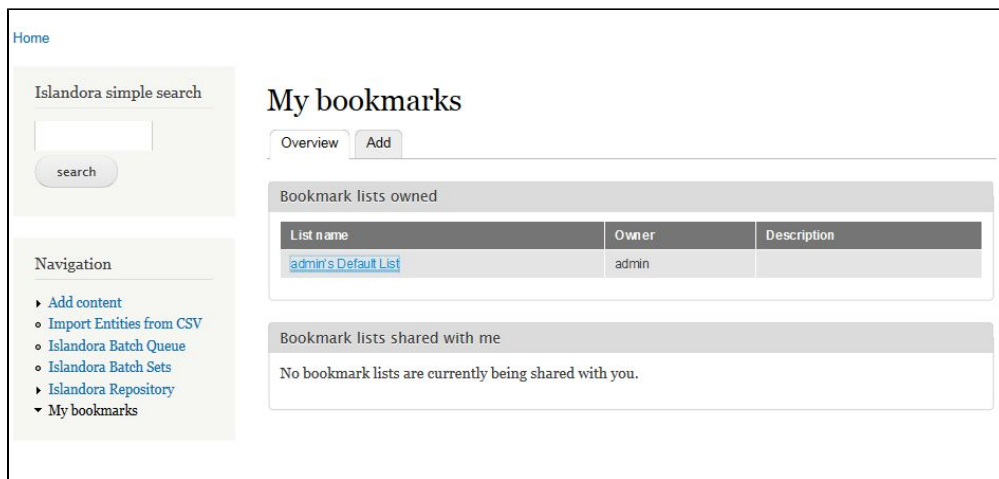 Home
Islandora simple search
search
Navigation
Add content
Import Entities from CSV
Islandora Batch Queue
Islandora Batch Sets
Islandora Repository
My bookmarks
My bookmarks
Overview Add
Bookmark lists owned
List name Owner Description
admin's Default List admin
Bookmark lists shared with me
No bookmark lists are currently being shared with you.